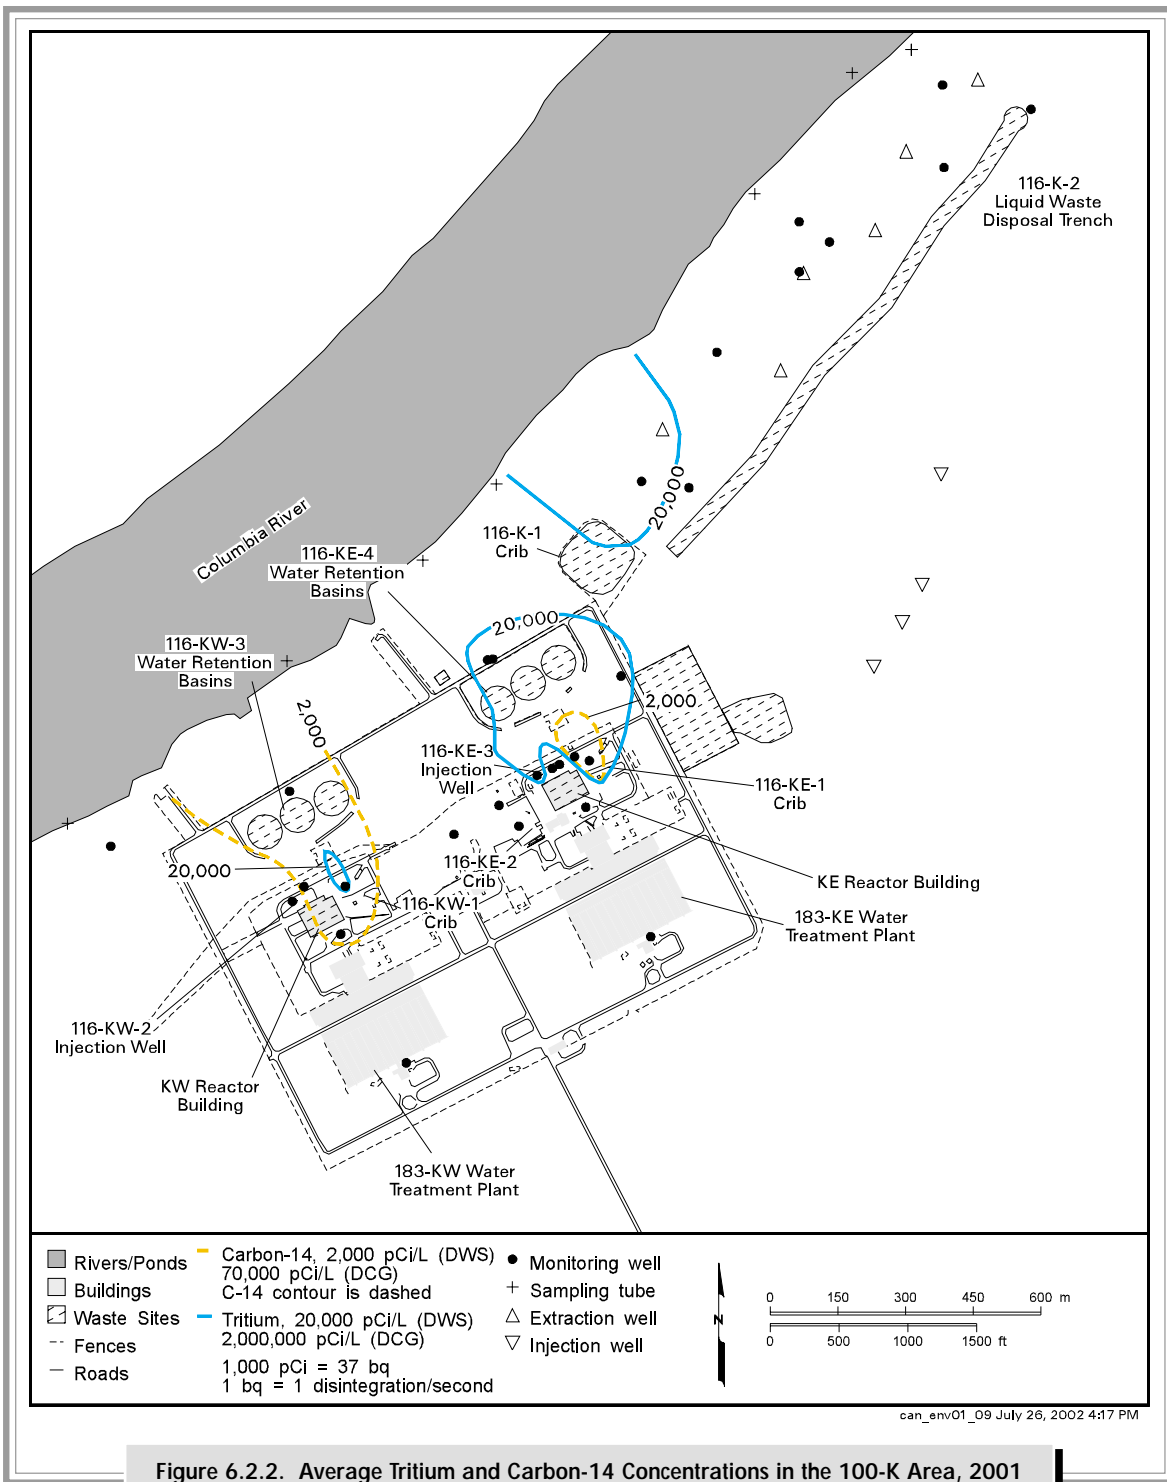 116-K-2
Liquid Waste
Disposal Trench
20,000
116-K-1
Crib
Columbia River
116-KE-4
Water Retention
Basins
20,000
116-KW-3
Water Retention
Basins
2,000
2,000
116-KE-3
Injection
Well
116-KE-1
Crib
20,000
116-KE-2
Crib
KE Reactor Building
116-KW-1
Crib
183-KE Water
Treatment Plant
116-KW-2
Injection Well
KW Reactor
Building
183-KW Water
Treatment Plant
Rivers/Ponds
Buildings
Waste Sites
Fences
Roads
Carbon-14, 2,000 pCi/L (DWS)
70,000 pCi/L (DCG)
C-14 contour is dashed
Tritium, 20,000 pCi/L (DWS)
2,000,000 pCi/L (DCG)
1,000 pCi = 37 bq
1 bq = 1 disintegration/second
Monitoring well
Sampling tube
Extraction well
Injection well
N
0 150 300 450 600 m
0 500 1000 1500 ft
can_env01_09 July 26, 2002 4:17 PM
Figure 6.2.2. Average Tritium and Carbon-14 Concentrations in the 100-K Area, 2001